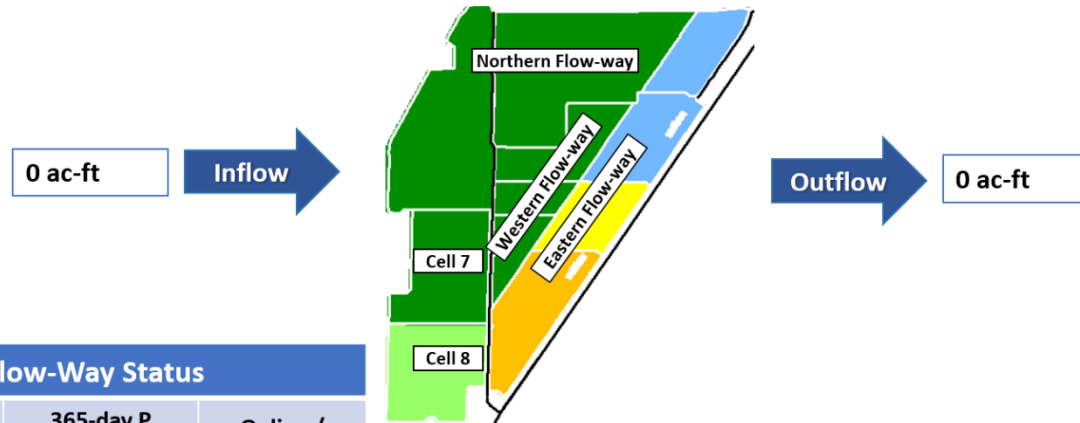 Northern Flow-way
0 ac-ft
Inflow
Western Flow-way
Eastern Flow-way
Outflow
0 ac-ft
Cell 7
Cell 8
low-Way Status
365-day P